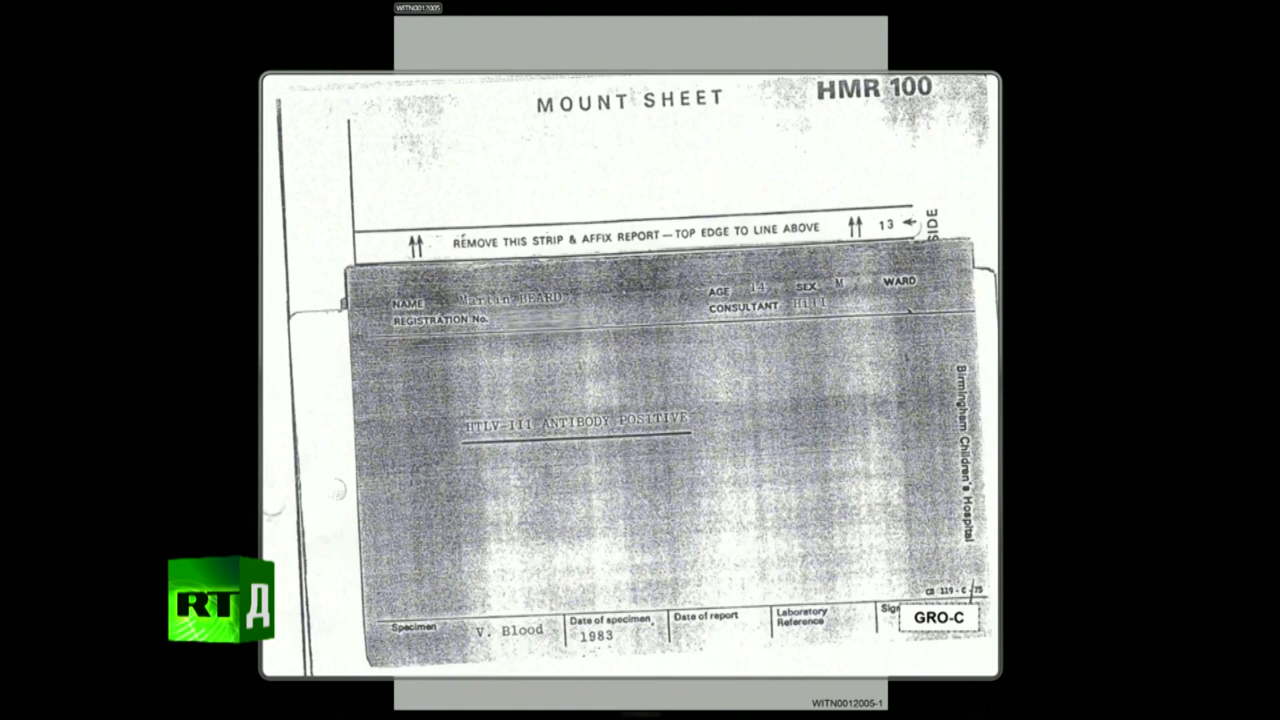 WITN0012005
MOUNT SHEET
HMR 100
REMOVE THIS STRIP & AFFIX REPORT — TOP EDGE TO LINE ABOVE
13
SIDE
NAME Martin BEARD AGE 14 SEX M WARD
REGISTRATION No. CONSULTANT Hill
HTLV-III ANTIBODY POSITIVE
Birmingham Children's Hospital
Specimen V. Blood Date of specimen 1983 Date of report Laboratory Reference Sign
GRO-C
RTД
WITN0012005-1